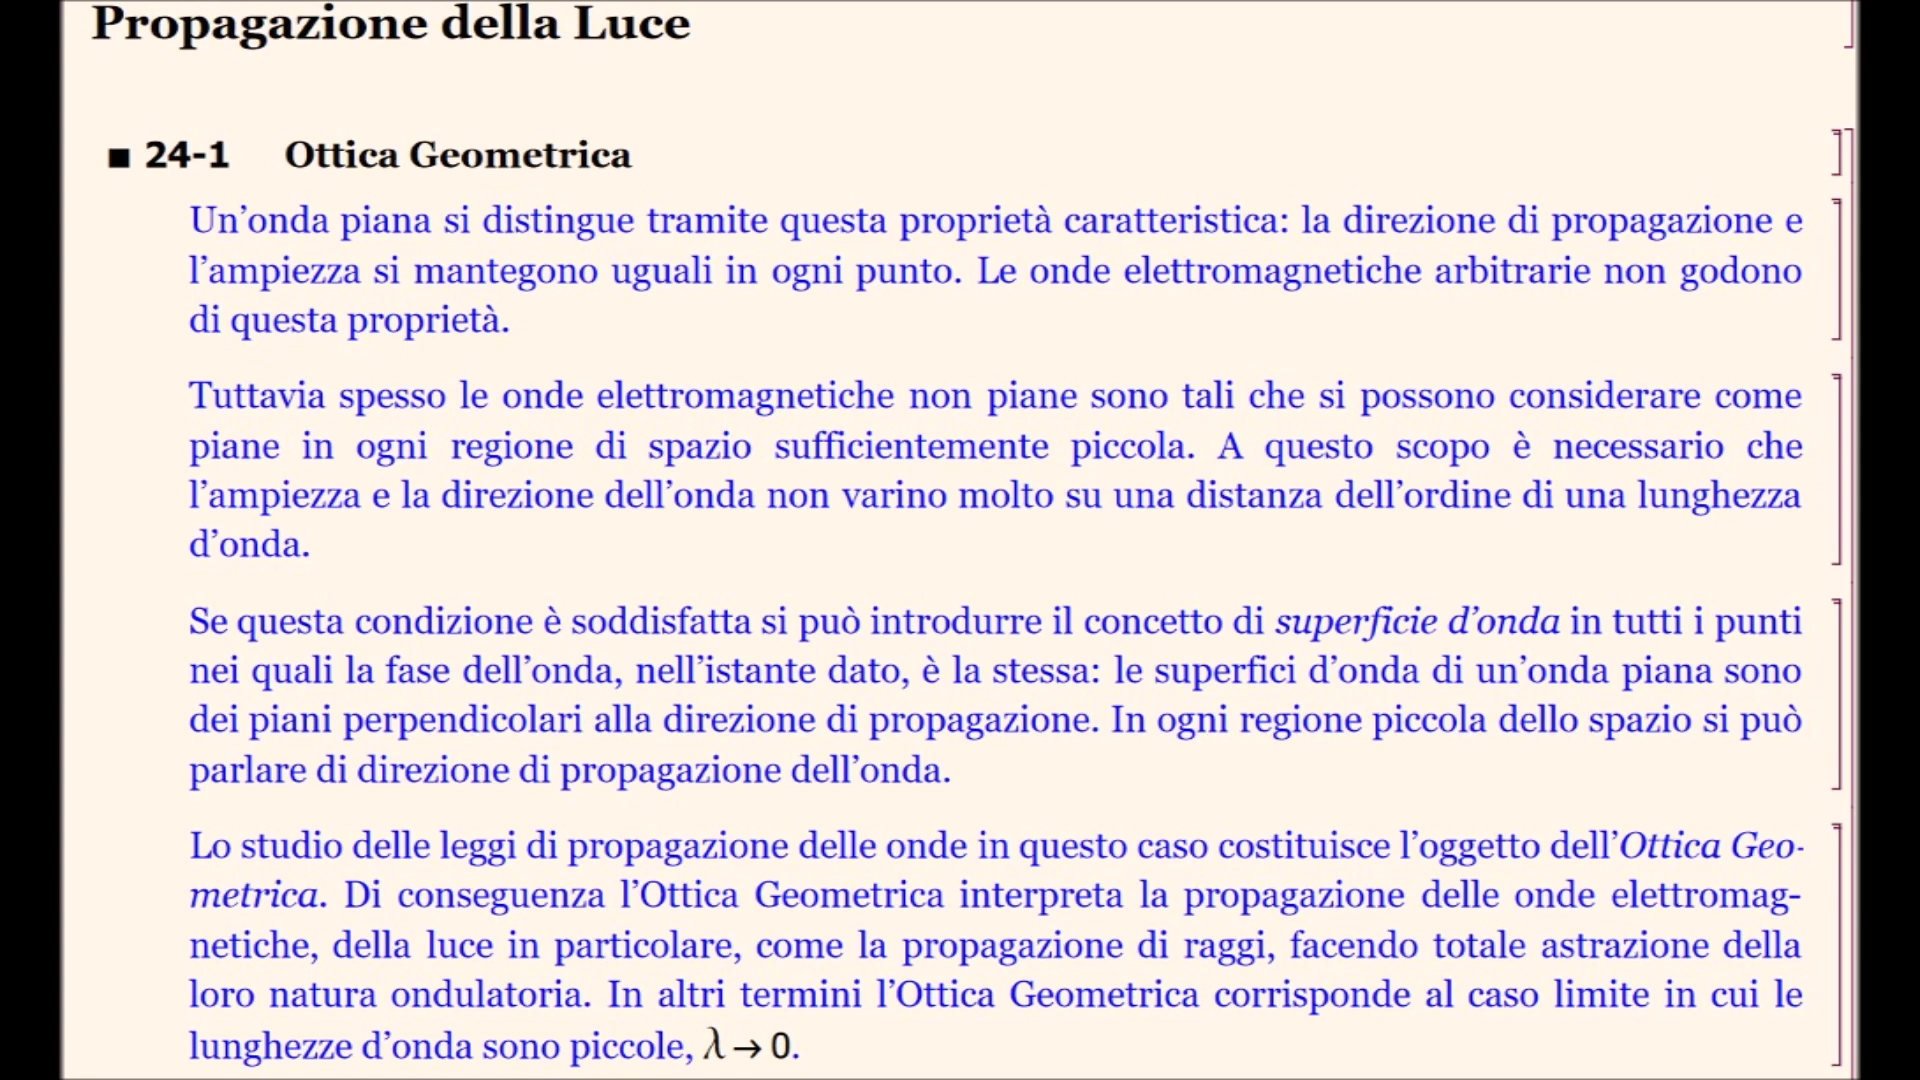 Propagazione della Luce
■ 24-1 Ottica Geometrica
Un’onda piana si distingue tramite questa proprietà caratteristica: la direzione di propagazione e
l’ampiezza si mantegono uguali in ogni punto. Le onde elettromagnetiche arbitrarie non godono
di questa proprietà.
Tuttavia spesso le onde elettromagnetiche non piane sono tali che si possono considerare come
piane in ogni regione di spazio sufficientemente piccola. A questo scopo è necessario che
l’ampiezza e la direzione dell’onda non varino molto su una distanza dell’ordine di una lunghezza
d’onda.
Se questa condizione è soddisfatta si può introdurre il concetto di superficie d’onda in tutti i punti
nei quali la fase dell’onda, nell’istante dato, è la stessa: le superfici d’onda di un’onda piana sono
dei piani perpendicolari alla direzione di propagazione. In ogni regione piccola dello spazio si può
parlare di direzione di propagazione dell’onda.
Lo studio delle leggi di propagazione delle onde in questo caso costituisce l’oggetto dell’Ottica Geo-
metrica. Di conseguenza l’Ottica Geometrica interpreta la propagazione delle onde elettromag-
netiche, della luce in particolare, come la propagazione di raggi, facendo totale astrazione della
loro natura ondulatoria. In altri termini l’Ottica Geometrica corrisponde al caso limite in cui le
lunghezze d’onda sono piccole, λ → 0.